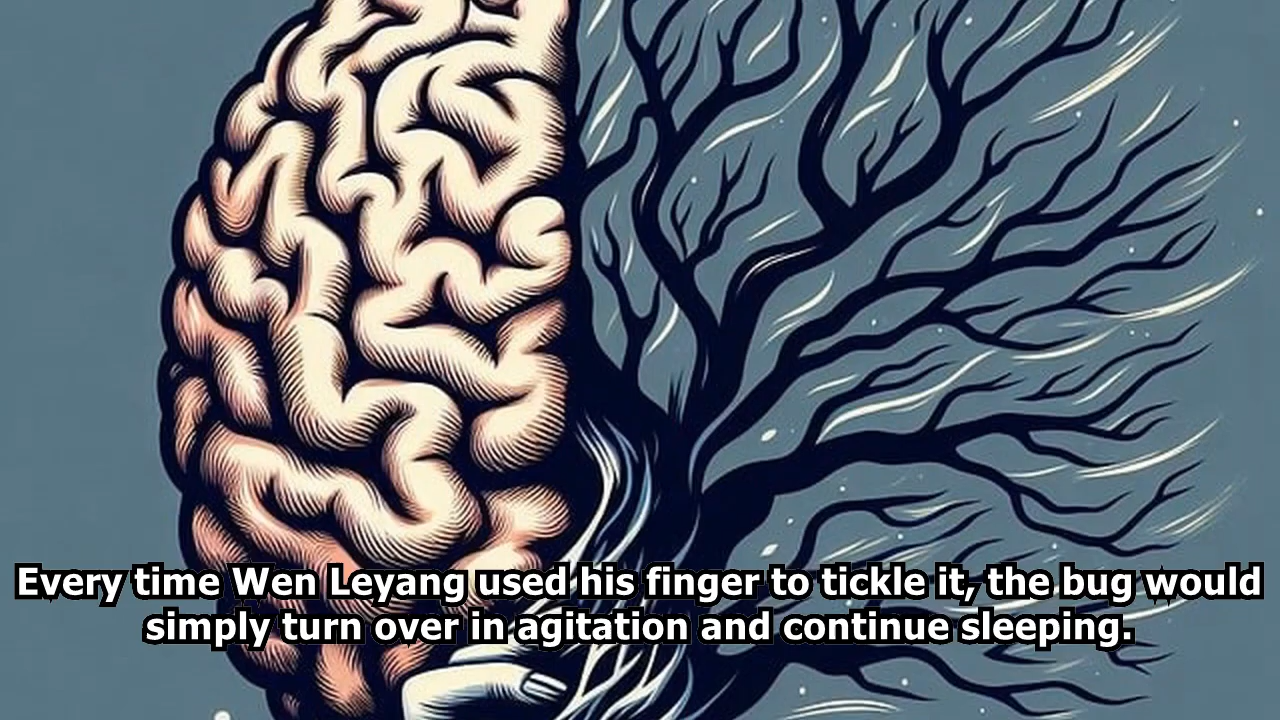 Every time Wen Leyang used his finger to tickle it, the bug would
simply turn over in agitation and continue sleeping.